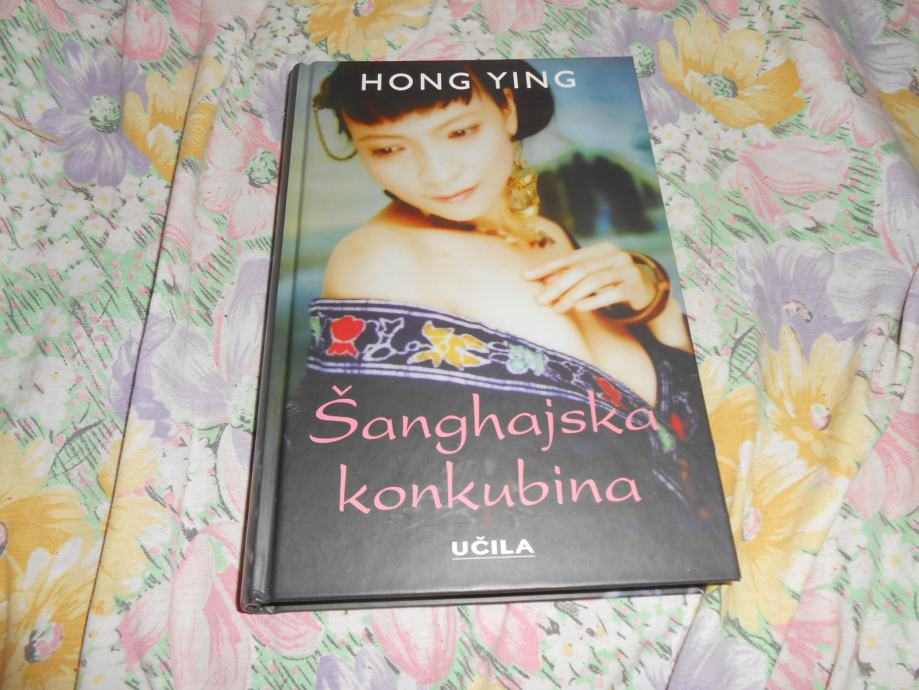 HONG YING
Šanghajska
konkubina
UČILA